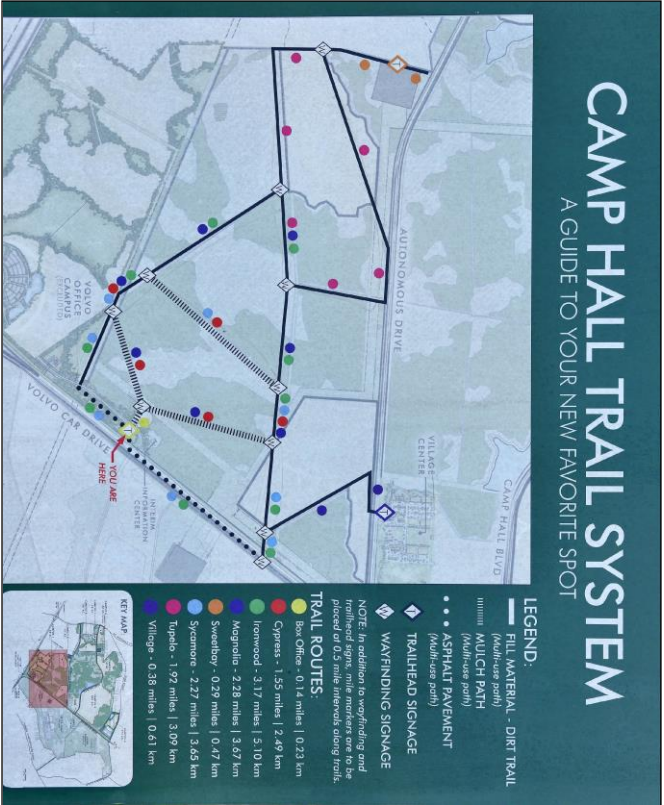 CAMP HALL TRAIL SYSTEM
A GUIDE TO YOUR NEW FAVORITE SPOT
CAMP HALL BLVD
VILLAGE
CENTER
AUTONOMOUS DRIVE
INTERIM
INFORMATION
CENTER
YOU ARE
HERE
VOLVO CAR DRIVE
VOLVO
OFFICE
CAMPUS
T
T
T
W
W
W
W
W
W
W
W
W
W
LEGEND:
FILL MATERIAL - DIRT TRAIL
(Multi-use path)
MULCH PATH
(Multi-use path)
ASPHALT PAVEMENT
(Multi-use path)
TRAILHEAD SIGNAGE
T
WAYFINDING SIGNAGE
W
NOTE: In addition to wayfinding and
trailhead signs, mile markers are to be
placed at 0.5 mile intervals along trails.
TRAIL ROUTES:
Box Office - 0.14 miles | 0.23 km
Cypress - 1.55 miles | 2.49 km
Ironwood - 3.17 miles | 5.10 km
Magnolia - 2.28 miles | 3.67 km
Sweetbay - 0.29 miles | 0.47 km
Sycamore - 2.27 miles | 3.65 km
Tupelo - 1.92 miles | 3.09 km
Village - 0.38 miles | 0.61 km
KEY MAP: